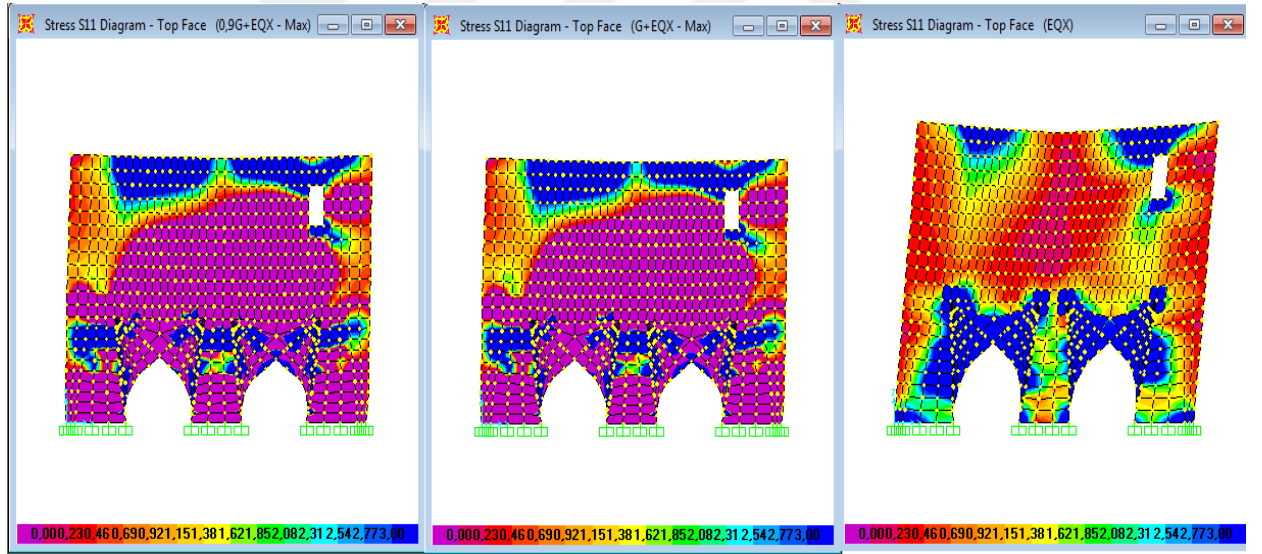 Stress S11 Diagram - Top Face (0,9G+EQX - Max)
Stress S11 Diagram - Top Face (G+EQX - Max)
Stress S11 Diagram - Top Face (EQX)
0,000,230,460,690,921,151,381,621,852,082,312,542,773,00
0,000,230,460,690,921,151,381,621,852,082,312,542,773,00
0,000,230,460,690,921,151,381,621,852,082,312,542,773,00